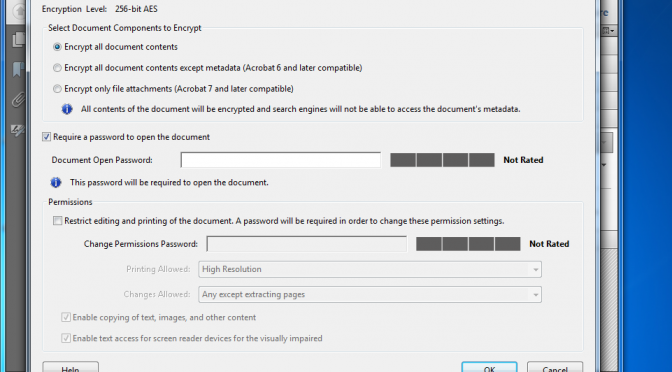 Encryption Level: 256-bit AES
Select Document Components to Encrypt
Encrypt all document contents
Encrypt all document contents except metadata (Acrobat 6 and later compatible)
Encrypt only file attachments (Acrobat 7 and later compatible)
All contents of the document will be encrypted and search engines will not be able to access the document's metadata.
Require a password to open the document
Document Open Password: Not Rated
This password will be required to open the document.
Permissions
Restrict editing and printing of the document. A password will be required in order to change these permission settings.
Change Permissions Password: Not Rated
Printing Allowed: High Resolution
Changes Allowed: Any except extracting pages
Enable copying of text, images, and other content
Enable text access for screen reader devices for the visually impaired
Help OK Cancel